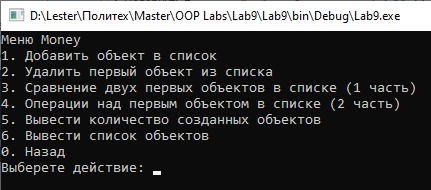 D:\Lester\Политех\Master\OOP Labs\Lab9\Lab9\bin\Debug\Lab9.exe
Меню Money
1. Добавить объект в список
2. Удалить первый объект из списка
3. Сравнение двух первых объектов в списке (1 часть)
4. Операции над первым объектом в списке (2 часть)
5. Вывести количество созданных объектов
6. Вывести список объектов
0. Назад
Выберете действие: